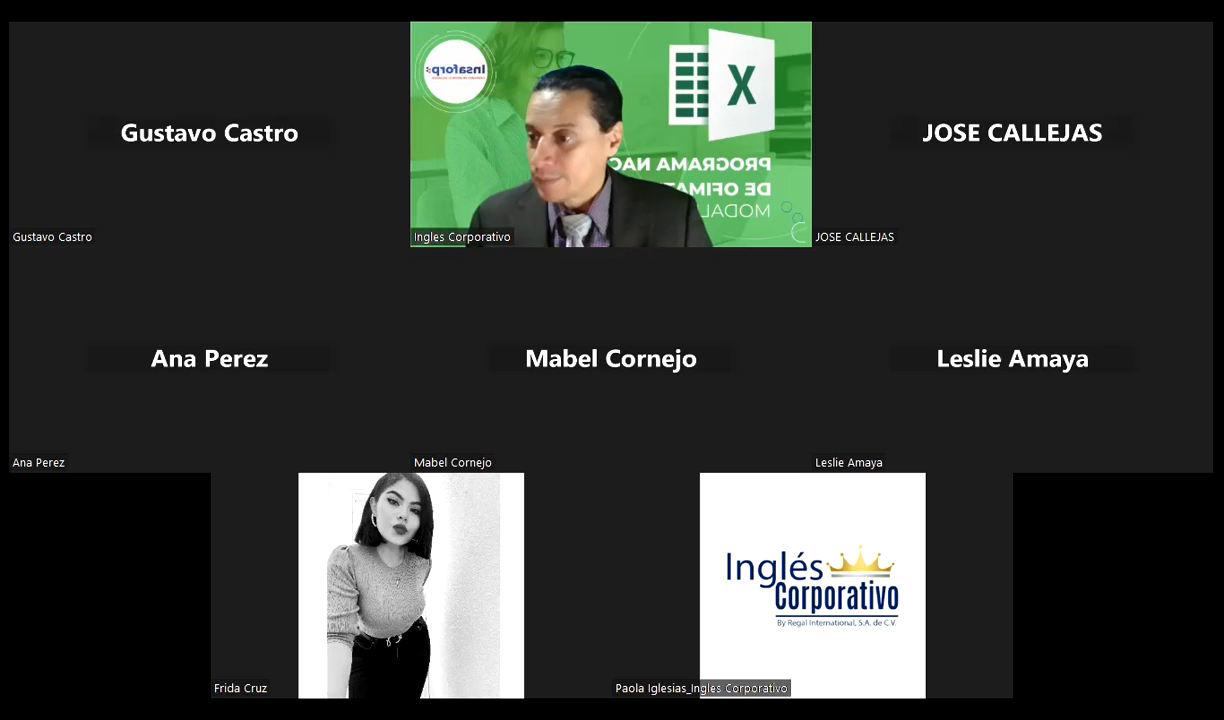 Gustavo Castro
Gustavo Castro
Insaforp
X
PROGRAMA NAC
DE OFIMAT
MODAL
Ingles Corporativo
JOSE CALLEJAS
JOSE CALLEJAS
Ana Perez
Ana Perez
Mabel Cornejo
Mabel Cornejo
Leslie Amaya
Leslie Amaya
Frida Cruz
Inglés
Corporativo
By Regal International, S.A. de C.V.
Paola Iglesias_Ingles Corporativo